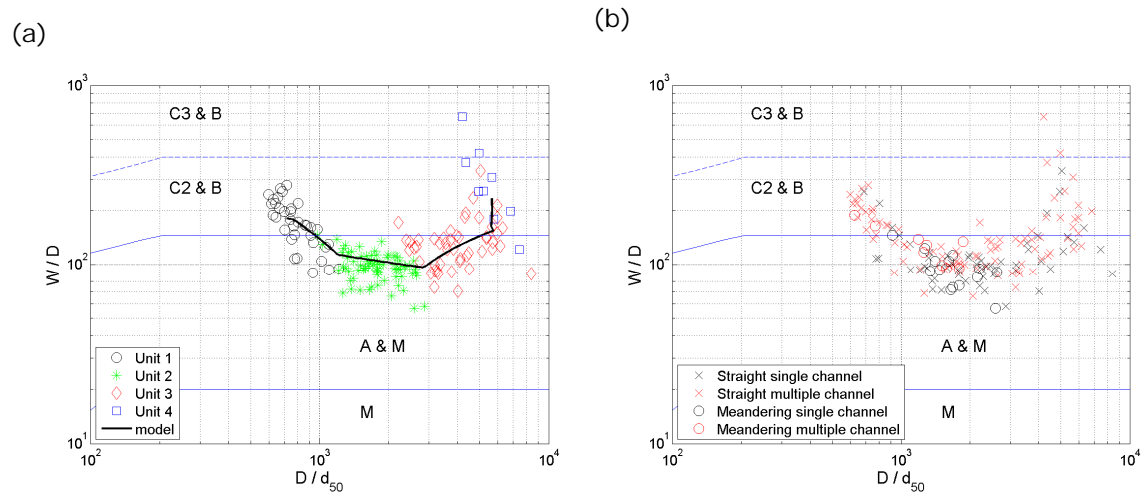 (a)
(b)
10^3
C3 & B
C2 & B
W / D
10^2
A & M
Unit 1
Unit 2
Unit 3
Unit 4
model
M
10^1
10^2
10^3
10^4
D / d_50
10^3
C3 & B
C2 & B
W / D
10^2
A & M
Straight single channel
Straight multiple channel
Meandering single channel
Meandering multiple channel
M
10^1
10^2
10^3
10^4
D / d_50